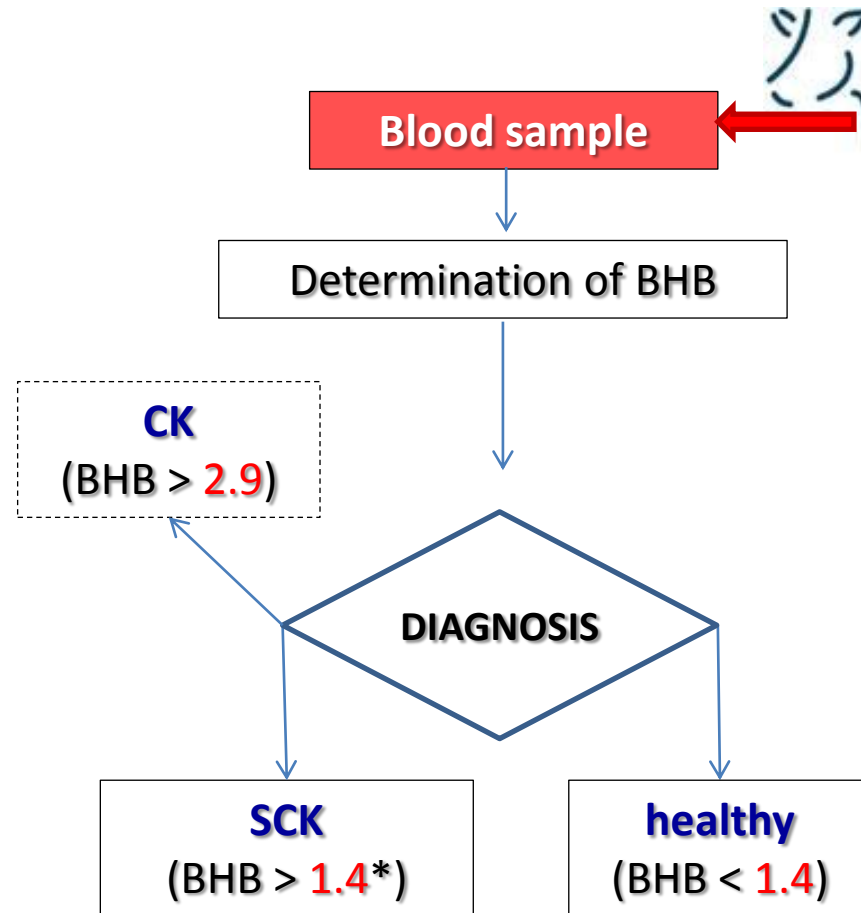 Blood sample
Determination of BHB
CK
(BHB > 2.9)
DIAGNOSIS
SCK
(BHB > 1.4*)
healthy
(BHB < 1.4)